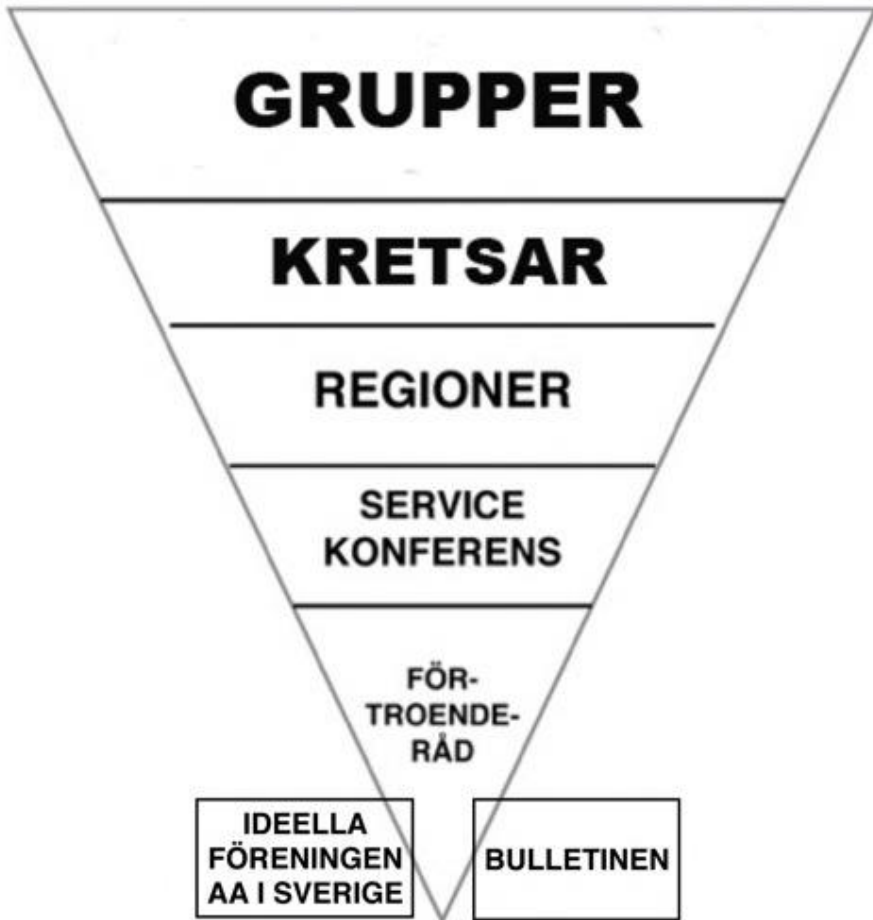 GRUPPER
KRETSAR
REGIONER
SERVICE
KONFERENS
FÖR-
TROENDE-
RÅD
IDEELLA
FÖRENINGEN
AA I SVERIGE
BULLETINEN